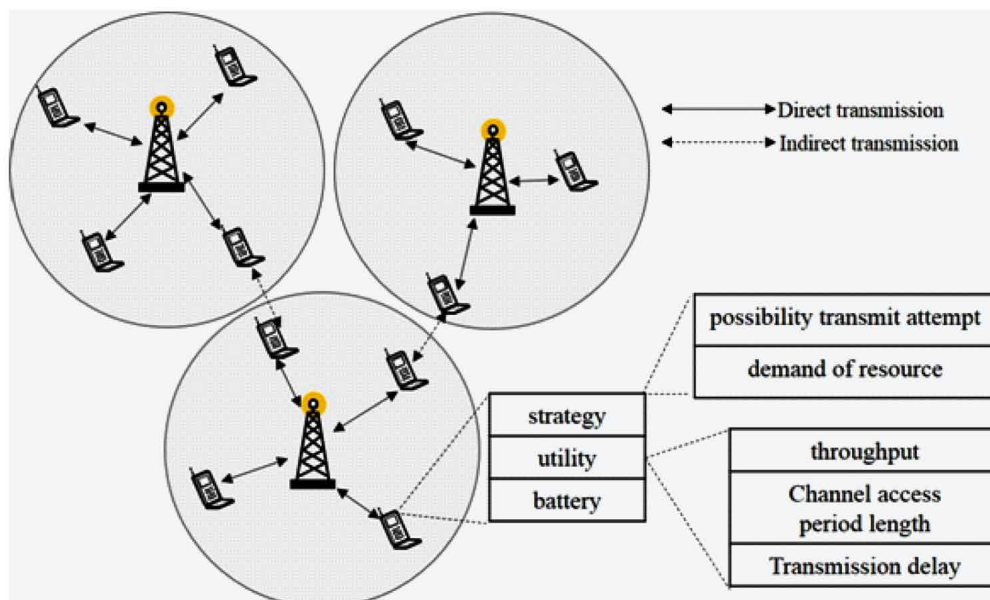 Direct transmission
Indirect transmission
possibility transmit attempt
demand of resource
strategy
utility
battery
throughput
Channel access
period length
Transmission delay